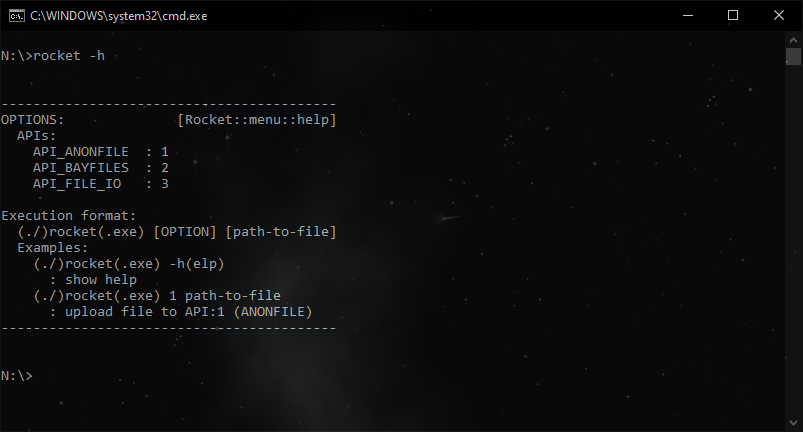 C:\WINDOWS\system32\cmd.exe
N:\>rocket -h
------------------------------------------
OPTIONS:              [Rocket::menu::help]
  APIs:
    API_ANONFILE  : 1
    API_BAYFILES  : 2
    API_FILE_IO   : 3
Execution format:
  (./)rocket(.exe) [OPTION] [path-to-file]
  Examples:
    (./)rocket(.exe) -h(elp)
      : show help
    (./)rocket(.exe) 1 path-to-file
      : upload file to API:1 (ANONFILE)
------------------------------------------
N:\>